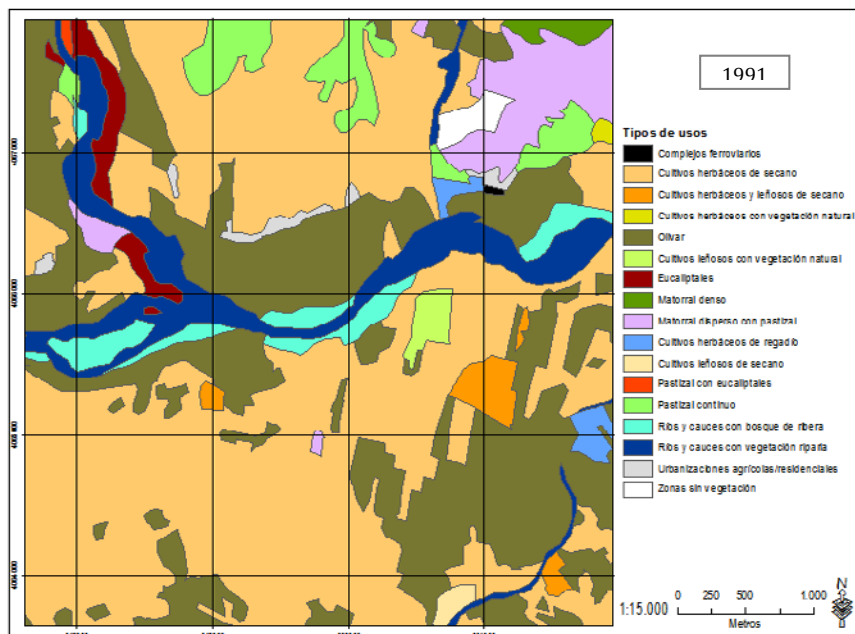 1991
Tipos de usos
Complejos ferroviarios
Cultivos herbáceos de secano
Cultivos herbáceos y leñosos de secano
Cultivos herbáceos con vegetación natural
Olivar
Cultivos leñosos con vegetación natural
Eucaliptales
Matorral denso
Matorral disperso con pastizal
Cultivos herbáceos de regadío
Cultivos leñosos de secano
Pastizal con eucaliptales
Pastizal continuo
Ríos y cauces con bosque de ribera
Ríos y cauces con vegetación riparia
Urbanizaciones agrícolas/residenciales
Zonas sin vegetación
N
1:15.000
0 250 500 1.000
Metros